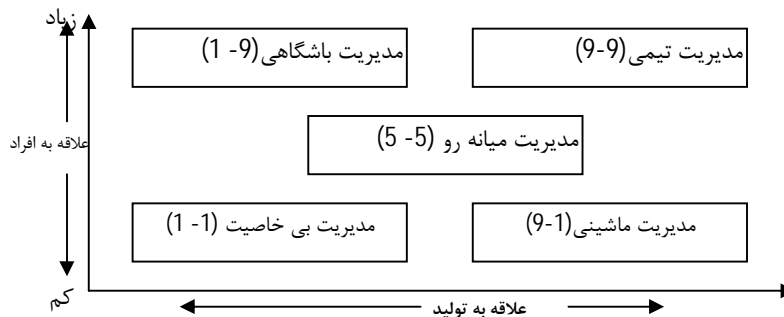 زیاد
مدیریت باشگاهی(9- 1)
مدیریت تیمی(9-9)
مدیریت میانه رو (5- 5)
علاقه به افراد
مدیریت بی خاصیت (1- 1)
مدیریت ماشینی(1-9)
کم
علاقه به تولید